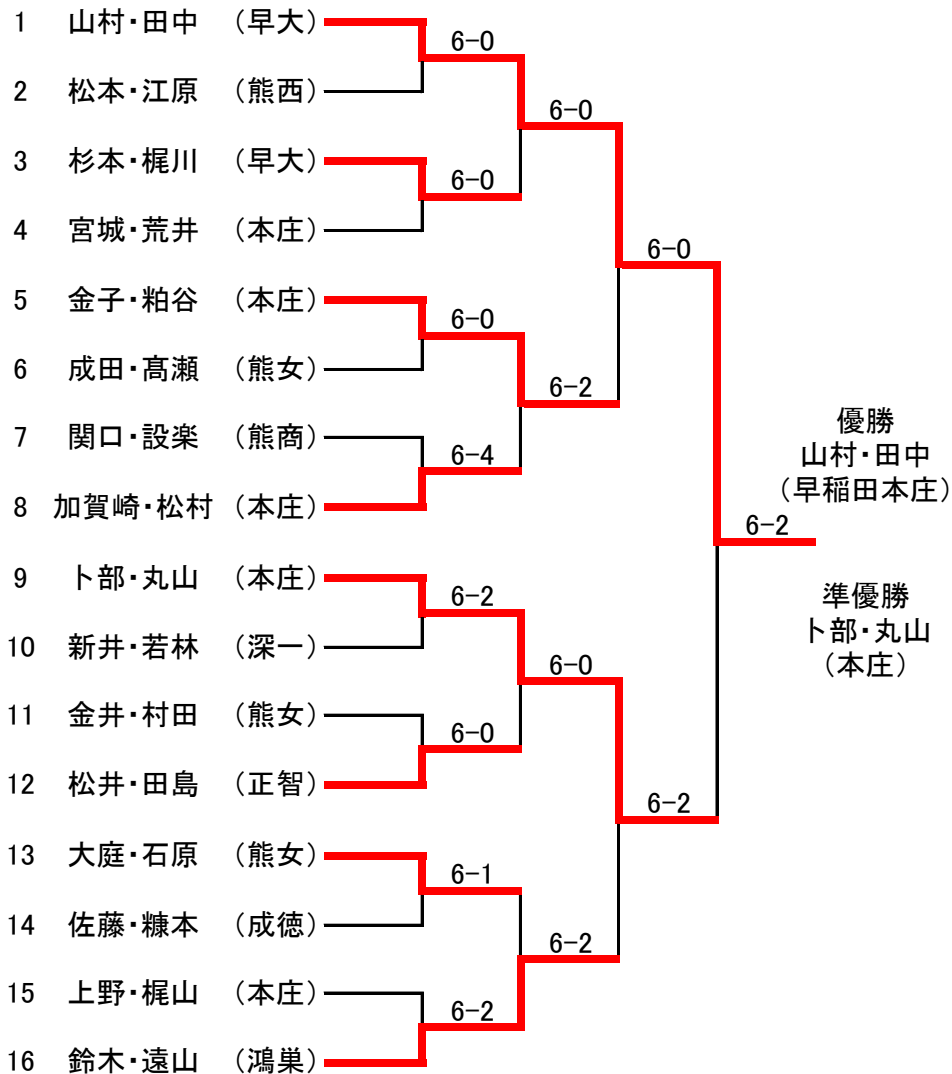 1 山村・田中 （早大）
6-0
2 松本・江原 （熊西）
6-0
3 杉本・梶川 （早大）
6-0
4 宮城・荒井 （本庄）
6-0
5 金子・粕谷 （本庄）
6-0
6 成田・髙瀬 （熊女）
6-2
7 関口・設楽 （熊商）
6-4
8 加賀崎・松村 （本庄）
優勝
山村・田中
（早稲田本庄）
6-2
9 卜部・丸山 （本庄）
6-2
準優勝
卜部・丸山
（本庄）
10 新井・若林 （深一）
6-0
11 金井・村田 （熊女）
6-0
12 松井・田島 （正智）
6-2
13 大庭・石原 （熊女）
6-1
14 佐藤・糠本 （成徳）
6-2
15 上野・梶山 （本庄）
6-2
16 鈴木・遠山 （鴻巣）